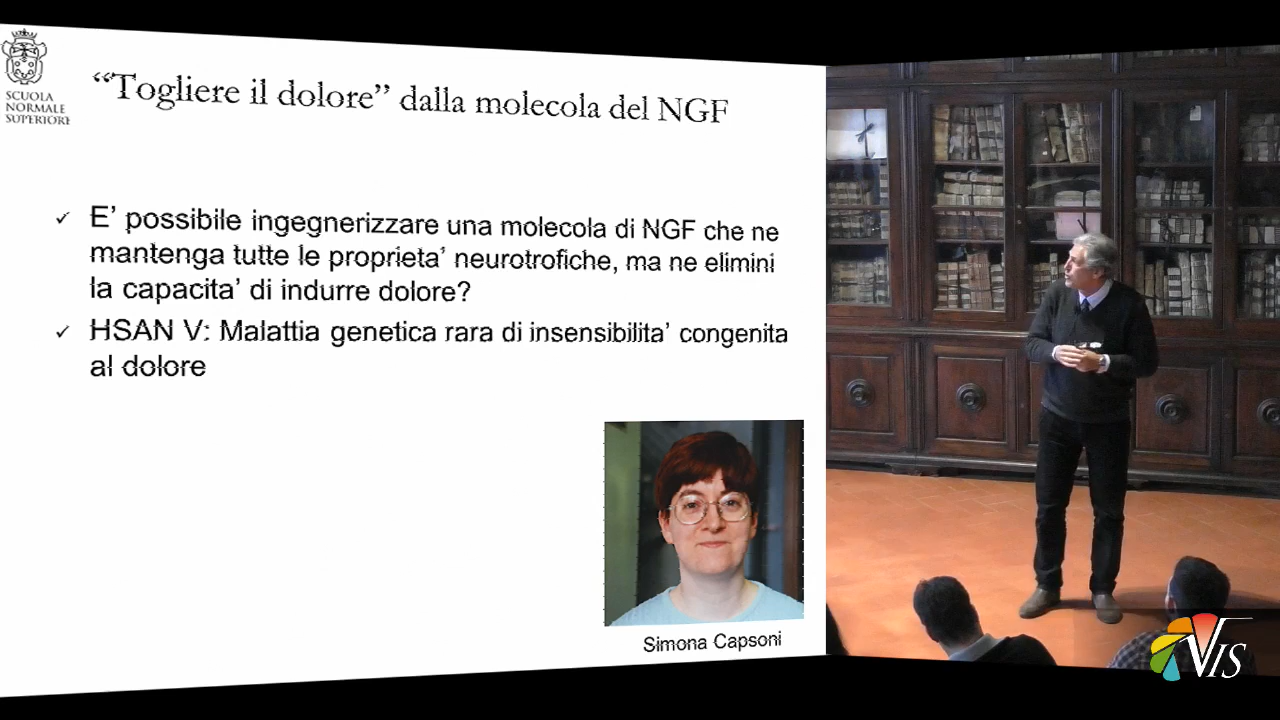 SCUOLA
NORMALE
SUPERIORE
“Togliere il dolore” dalla molecola del NGF
✓ E’ possibile ingegnerizzare una molecola di NGF che ne
mantenga tutte le proprieta’ neurotrofiche, ma ne elimini
la capacita’ di indurre dolore?
✓ HSAN V: Malattia genetica rara di insensibilita’ congenita
al dolore
Simona Capsoni
VIS